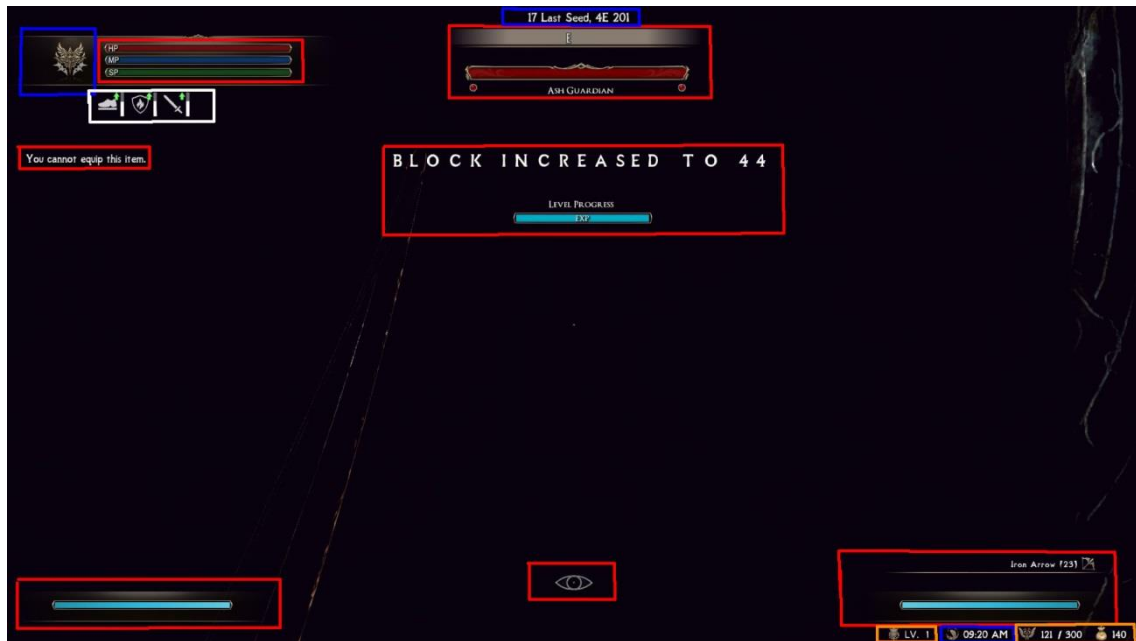 17 Last Seed, 4E 201
E
HP
MP
SP
ASH GUARDIAN
You cannot equip this item.
BLOCK INCREASED TO 44
LEVEL PROGRESS
EXP
Iron Arrow [23]
LV. 1 09:20 AM 121 / 300 140